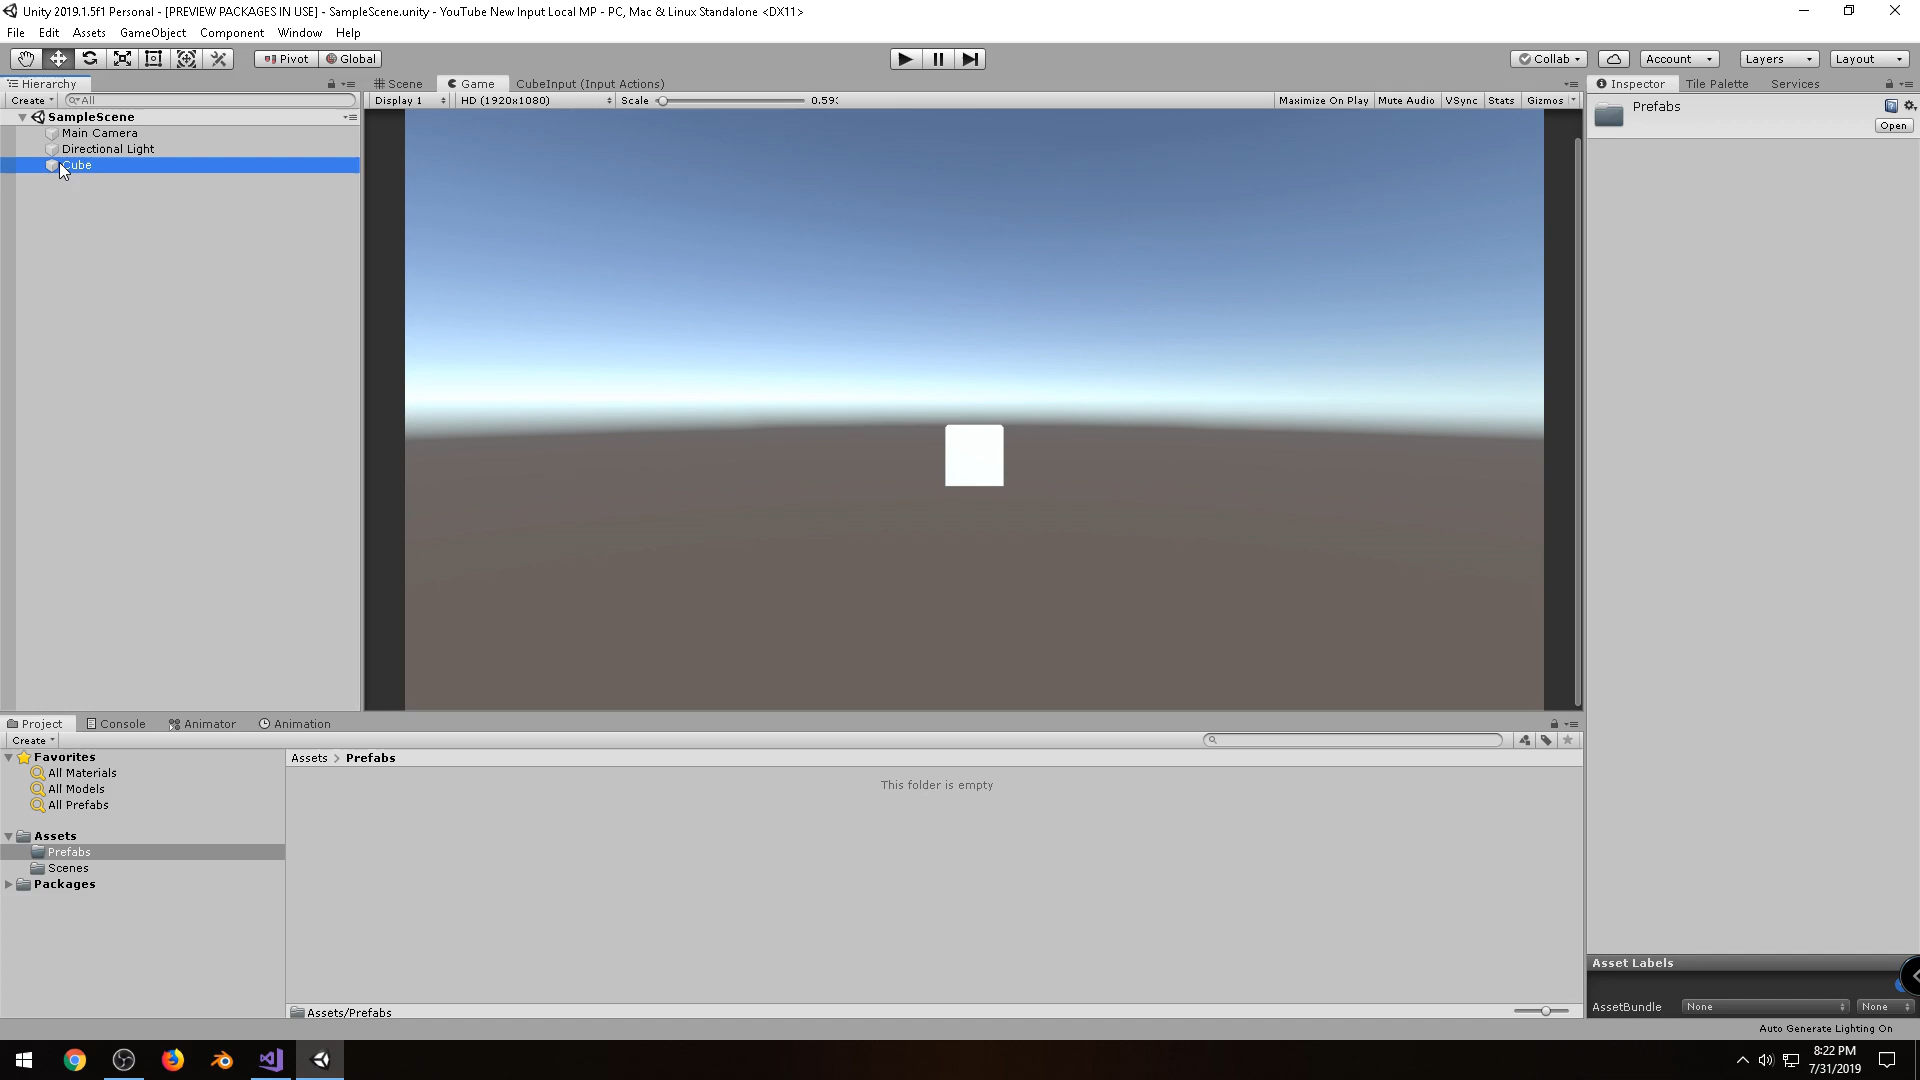 Unity 2019.1.5f1 Personal - [PREVIEW PACKAGES IN USE] - SampleScene.unity - YouTube New Input Local MP - PC, Mac & Linux Standalone <DX11>
File Edit Assets GameObject Component Window Help
Pivot Global Collab Account Layers Layout
Hierarchy Scene Game CubeInput (Input Actions) Inspector Tile Palette Services
Create All Display 1 HD (1920x1080) Scale 0.59 Maximize On Play Mute Audio VSync Stats Gizmos Prefabs
Open
SampleScene
Main Camera
Directional Light
Cube
Project Console Animator Animation
Create
Favorites Assets > Prefabs
All Materials
All Models This folder is empty
All Prefabs
Assets
Prefabs
Scenes
Packages
Asset Labels
AssetBundle None None
Assets/Prefabs
Auto Generate Lighting On
8:22 PM
7/31/2019